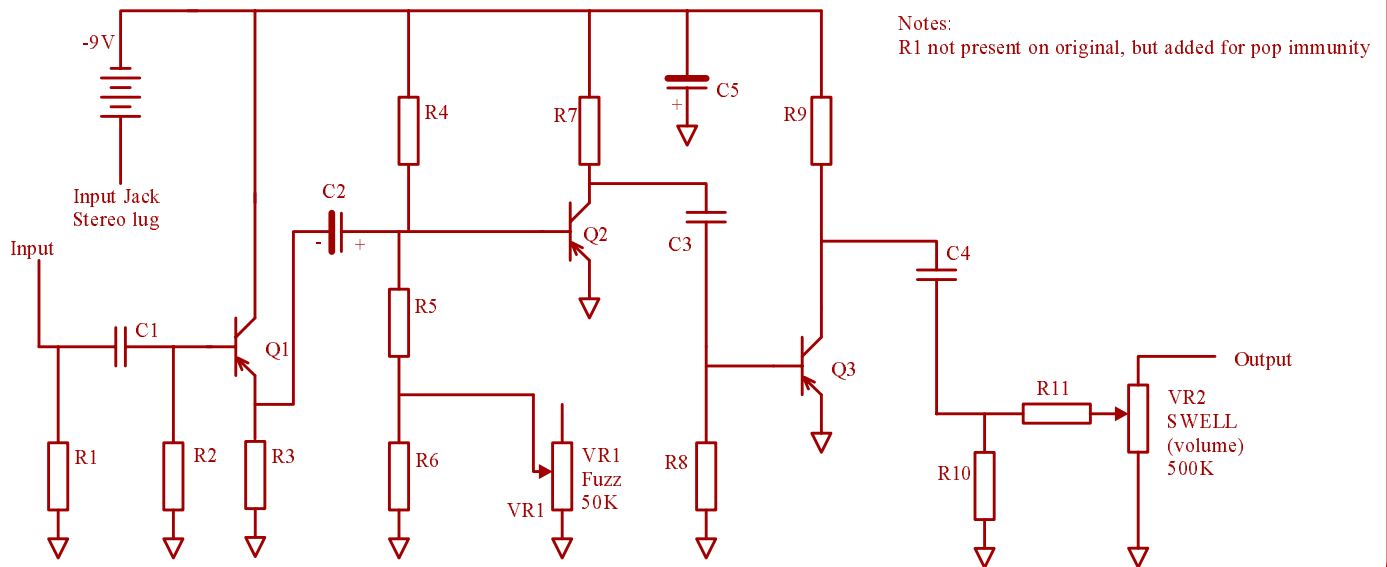 Notes:
R1 not present on original, but added for pop immunity
-9V
C5
+
R4
R7
R9
Input Jack
Stereo lug
C2
-
+
Q2
C3
Input
C4
R5
C1
Q1
Q3
Output
R11
VR2
SWELL
(volume)
500K
R1
R2
R3
R6
VR1
Fuzz
50K
VR1
R8
R10